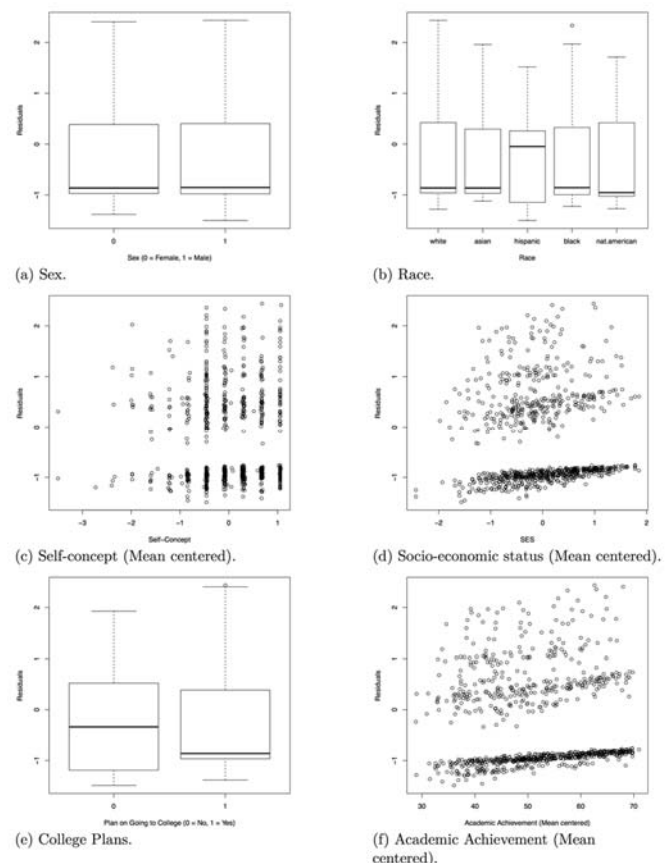 2
1
0
-1
Residuals
0
1
Sex (0 = Female, 1 = Male)
(a) Sex.
2
1
0
-1
Residuals
white
asian
hispanic
black
nat.american
Race
(b) Race.
2
1
0
-1
Residuals
-3
-2
-1
0
1
Self-Concept
(c) Self-concept (Mean centered).
2
1
0
-1
Residuals
-2
-1
0
1
2
SES
(d) Socio-economic status (Mean centered).
2
1
0
-1
Residuals
0
1
Plan on Going to College (0 = No, 1 = Yes)
(e) College Plans.
2
1
0
-1
Residuals
30
40
50
60
70
Academic Achievement (Mean centered)
(f) Academic Achievement (Mean
centered).